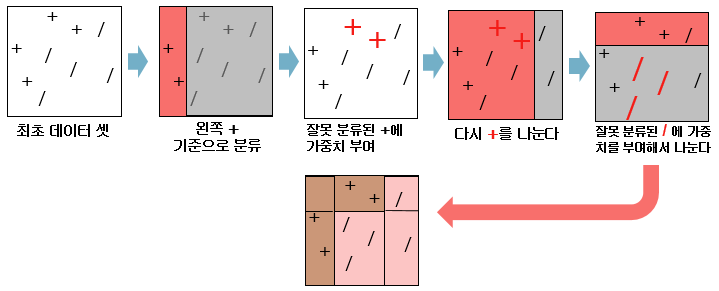 최초 데이터 셋
왼쪽 +
기준으로 분류
잘못 분류된 +에
가중치 부여
다시 +를 나눈다
잘못 분류된 / 에 가중
치를 부여해서 나눈다